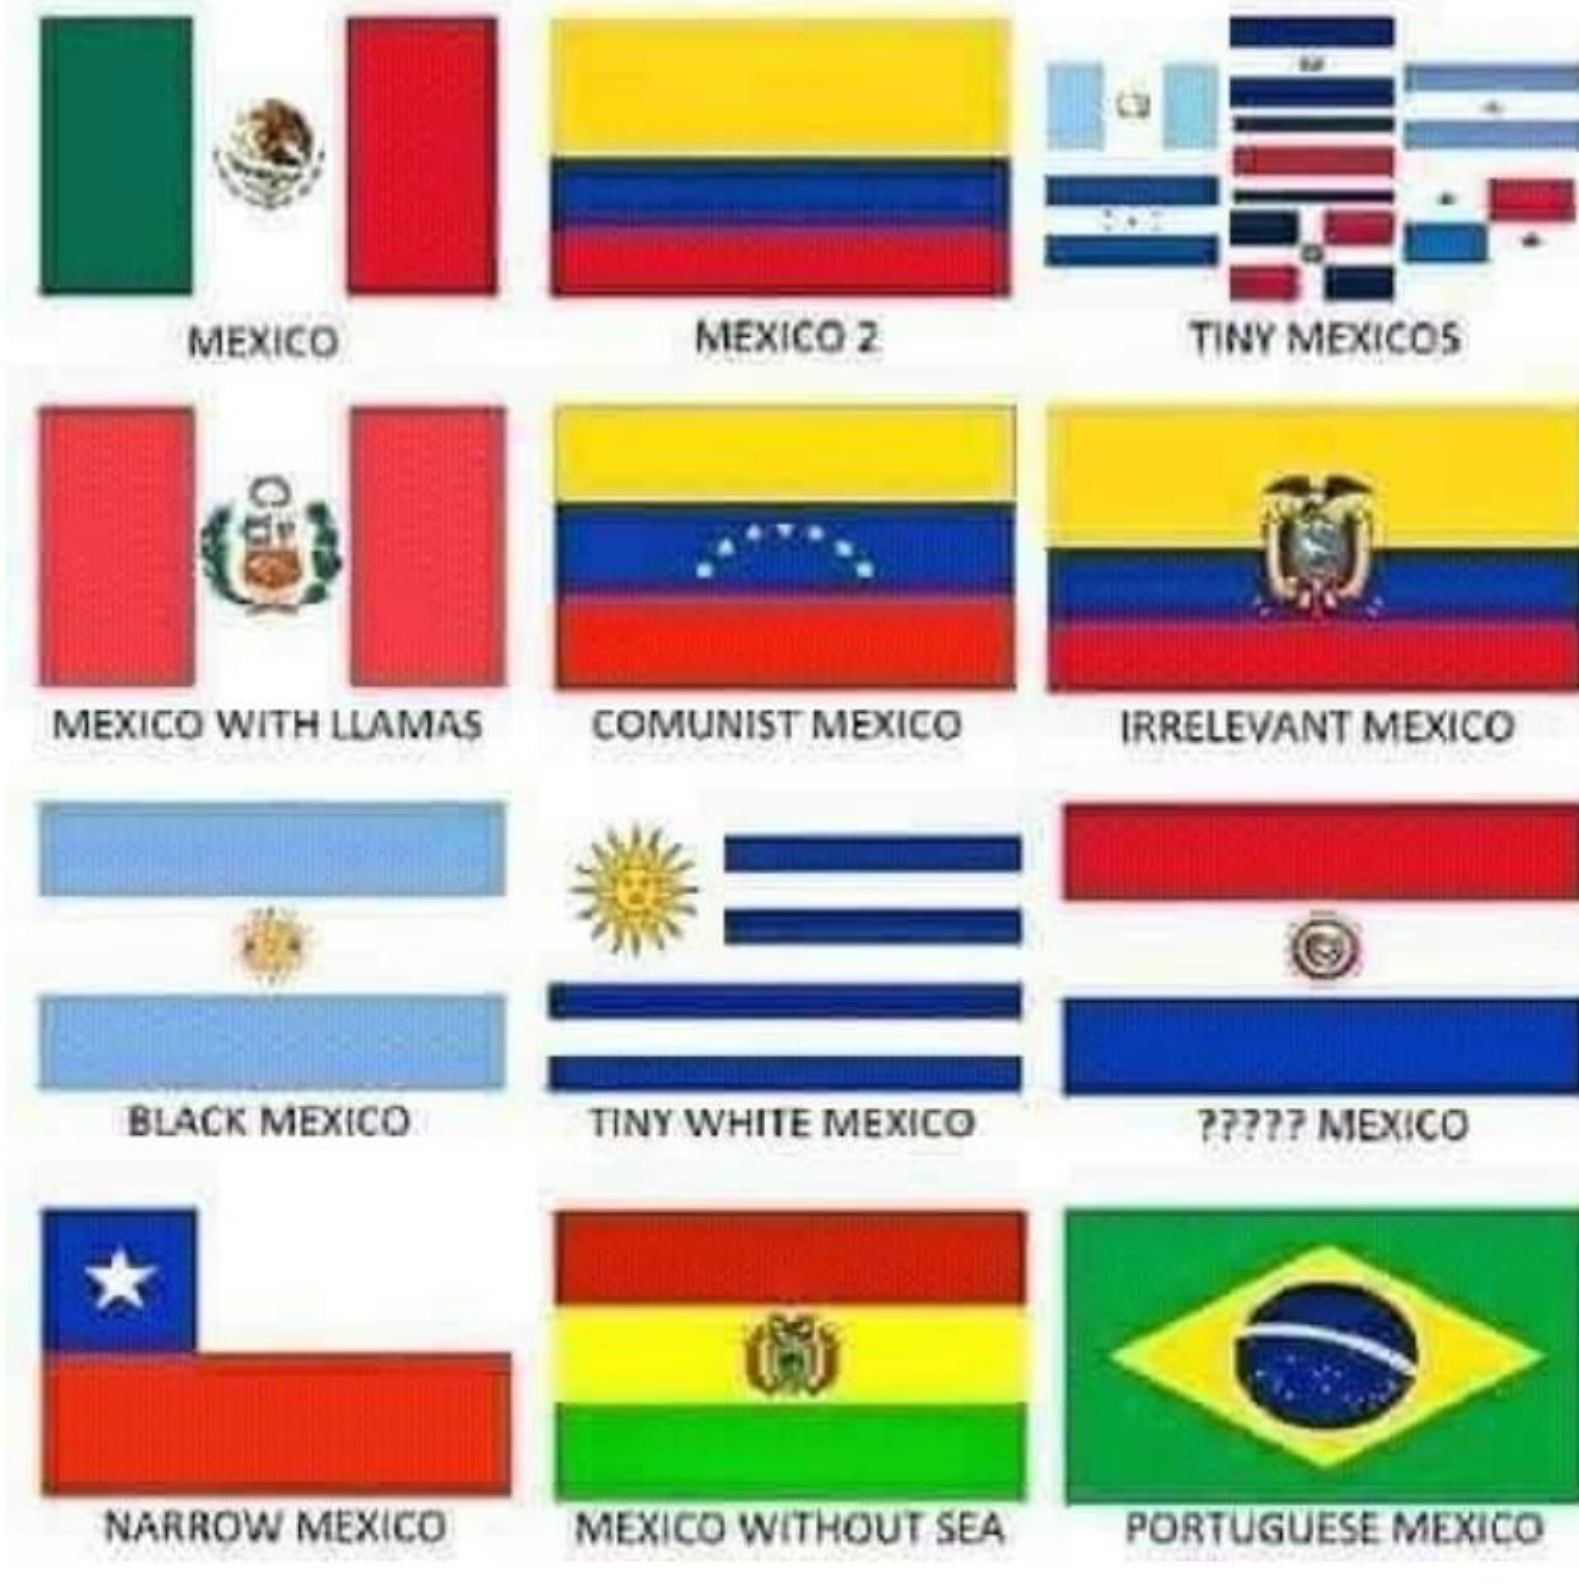 MEXICO
MEXICO 2
TINY MEXICOS
MEXICO WITH LLAMAS
COMUNIST MEXICO
IRRELEVANT MEXICO
BLACK MEXICO
TINY WHITE MEXICO
????? MEXICO
NARROW MEXICO
MEXICO WITHOUT SEA
PORTUGUESE MEXICO